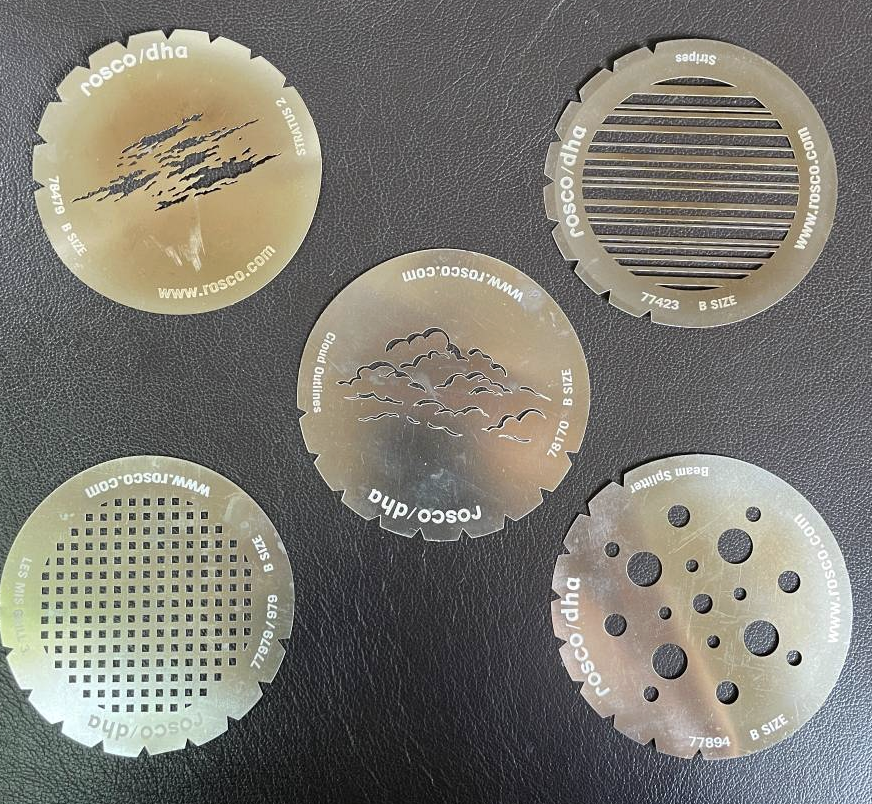 rosco/dha
STRATUS 2
78479 B SIZE
www.rosco.com
Stripes
rosco/dha
www.rosco.com
77423 B SIZE
www.rosco.com
Cloud Outlines
78170 B SIZE
rosco/dha
www.rosco.com
LES MIS GRILL 3
B SIZE
77979/979
rosco/dha
Beam Splitter
www.rosco.com
rosco/dha
77894 B SIZE